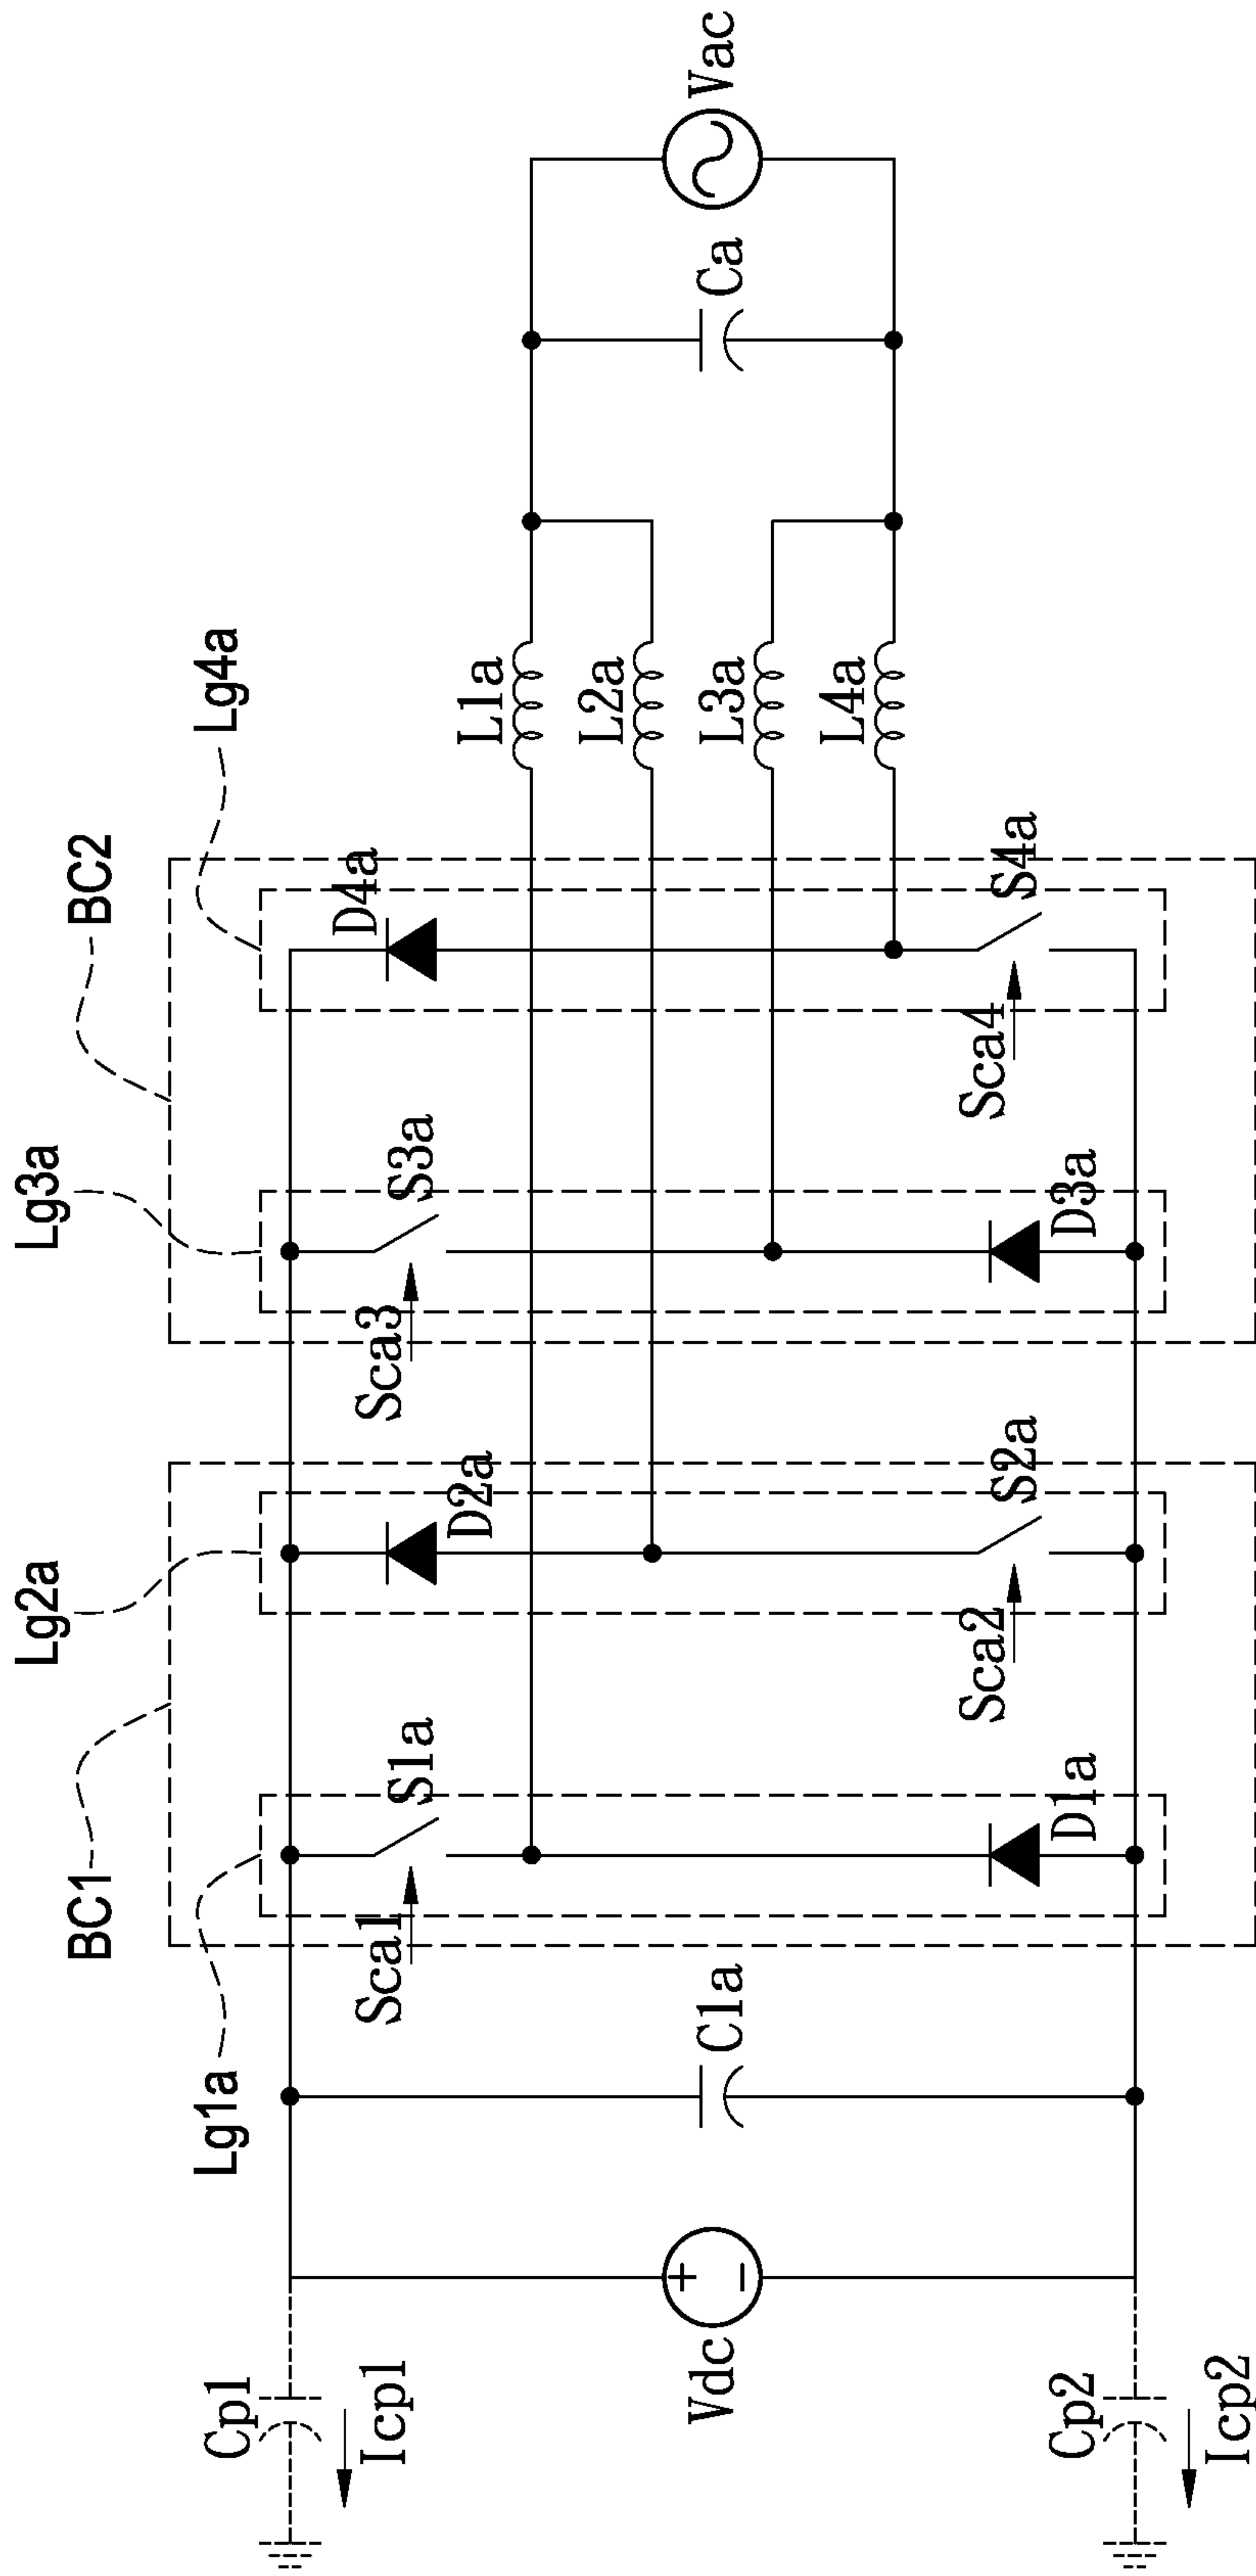 Lg3a
Lg2a
BC2
BC1
Lg4a
Lg1a
Cp1
Icp1
Sca1
S1a
D2a
Sca3
S3a
D4a
L1a
L2a
L3a
L4a
Vdc
+
−
C1a
Ca
Vac
Sca2
S2a
Sca4
S4a
D1a
D3a
Cp2
Icp2